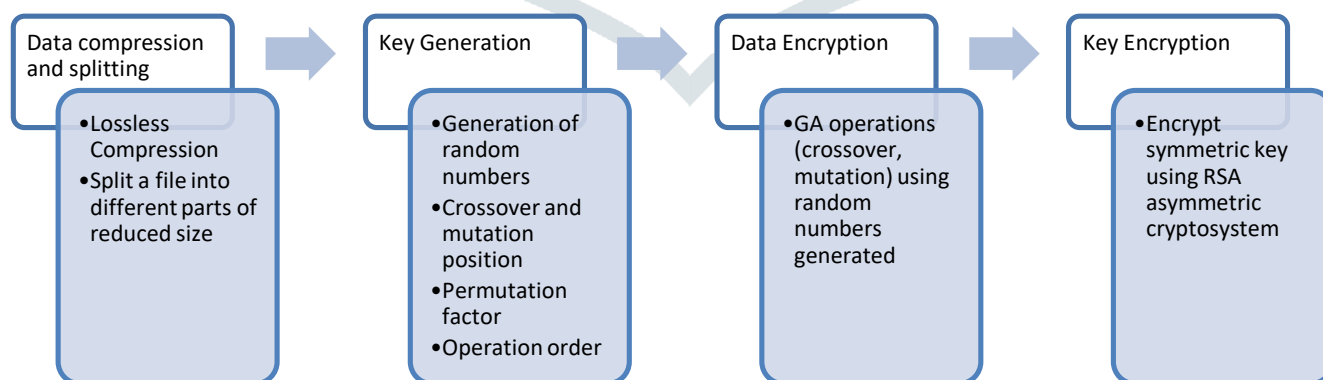 Data compression
and splitting
•Lossless
Compression
•Split a file into
different parts of
reduced size
Key Generation
•Generation of
random
numbers
•Crossover and
mutation
position
•Permutation
factor
•Operation order
Data Encryption
•GA operations
(crossover,
mutation) using
random
numbers
generated
Key Encryption
•Encrypt
symmetric key
using RSA
asymmetric
cryptosystem